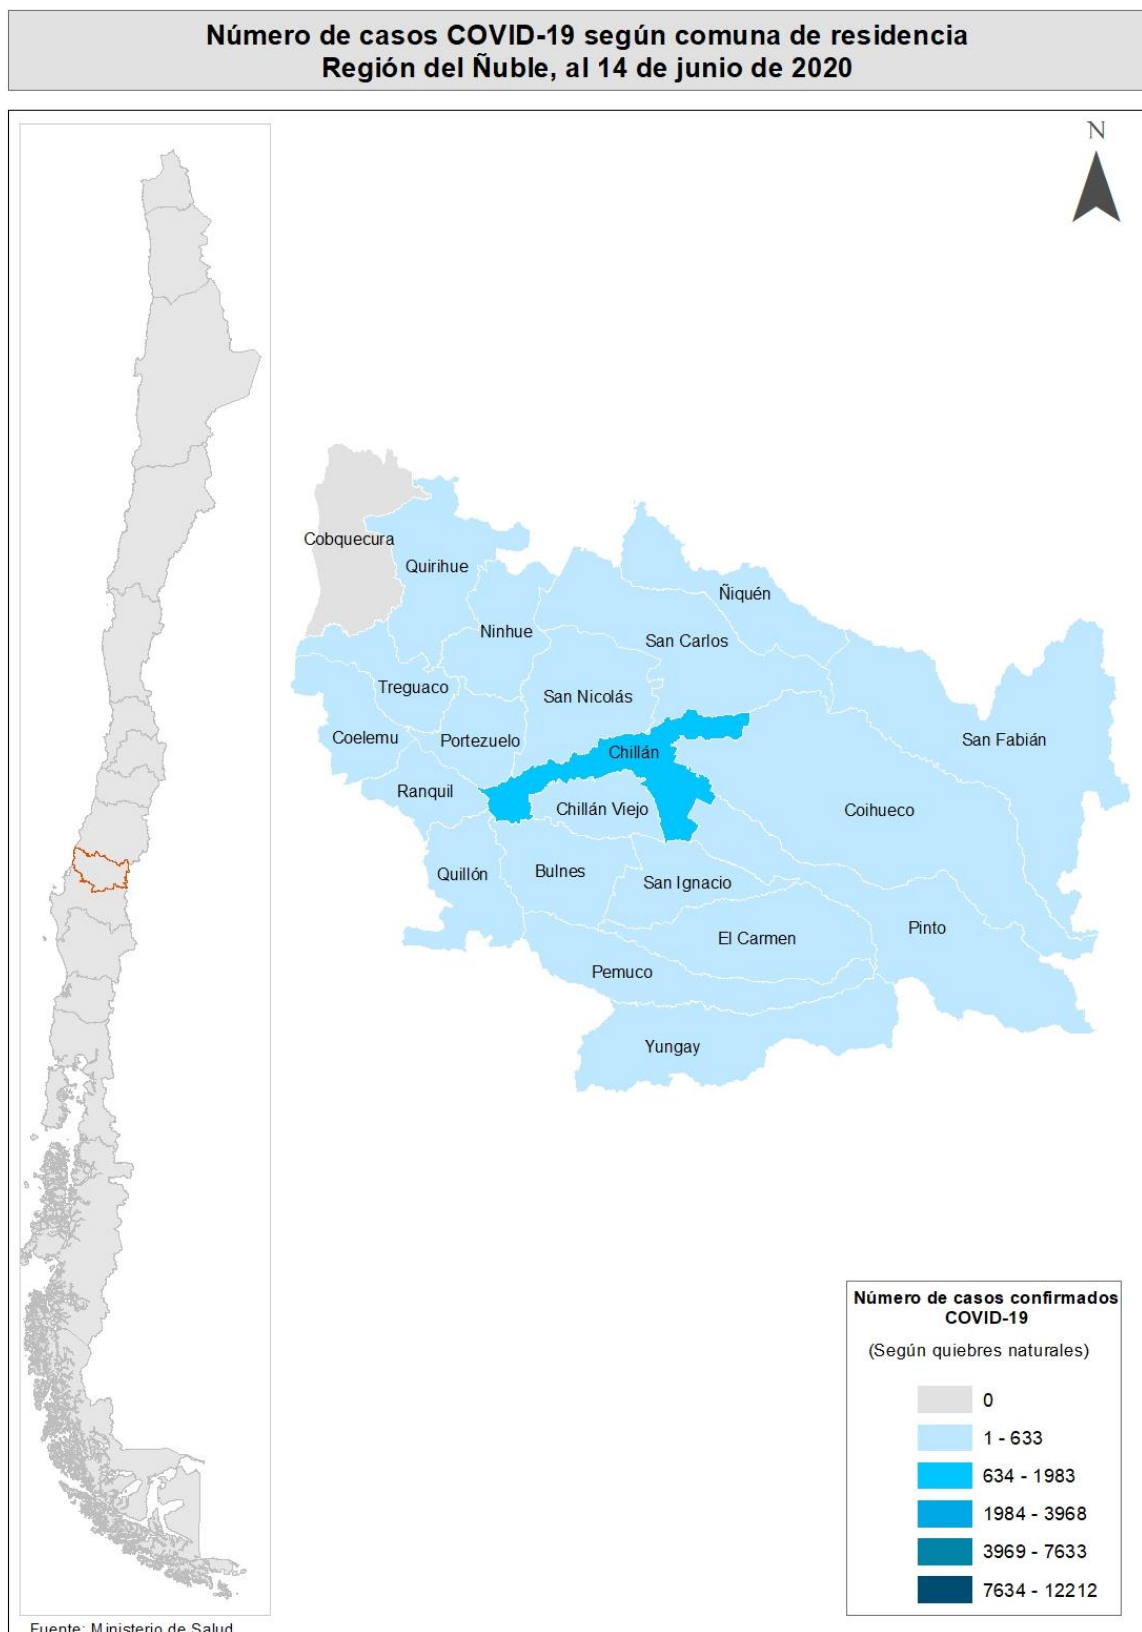 Número de casos COVID-19 según comuna de residencia
Región del Ñuble, al 14 de junio de 2020
N
Cobquecura
Quirihue
Ñiquén
Ninhue
San Carlos
Treguaco
San Nicolás
Coelemu
Portezuelo
Chillán
San Fabián
Ranquil
Chillán Viejo
Coihueco
Quillón
Bulnes
San Ignacio
El Carmen
Pinto
Pemuco
Yungay
Número de casos confirmados
COVID-19
(Según quiebres naturales)
0
1 - 633
634 - 1983
1984 - 3968
3969 - 7633
7634 - 12212
Fuente: Ministerio de Salud